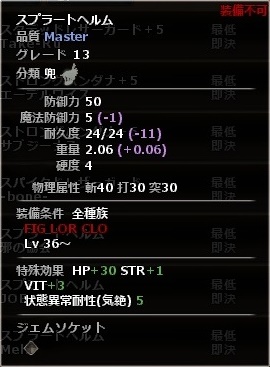 装備不可
スプラートヘルム
品質 Master
グレード 13
分類 兜
防御力 50
魔法防御力 5 (-1)
耐久度 24/24 (-11)
重量 2.06 (+0.06)
硬度 4
物理属性 斬40 打30 突30
装備条件 全種族
FIG LOR CLO
Lv 36～
特殊効果 HP+30 STR+1
VIT+3
状態異常耐性(気絶) 5
ジェムソケット